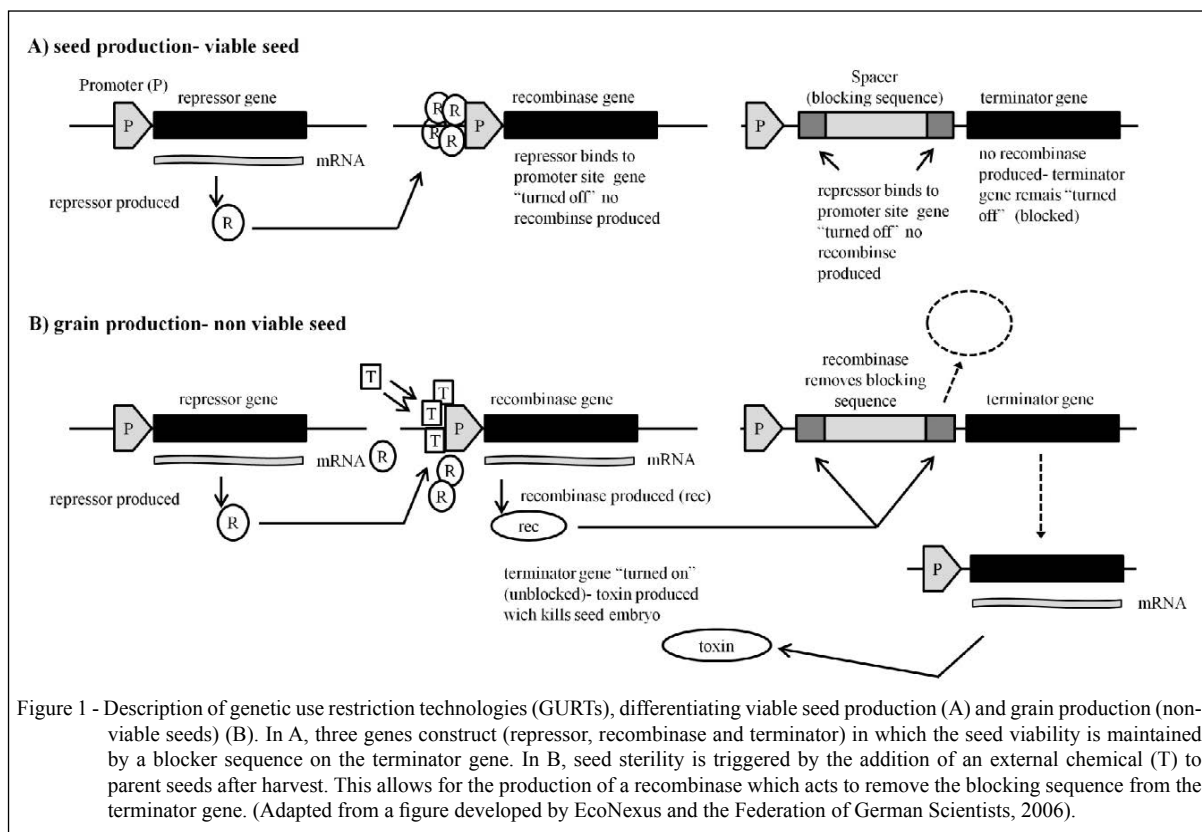 A) seed production- viable seed
Promoter (P)
repressor gene
P
mRNA
repressor produced
R
R
R
R
R
P
recombinase gene
repressor binds to
promoter site gene
“turned off” no
recombinse produced
Spacer
(blocking sequence)
P
repressor binds to
promoter site gene
“turned off” no
recombinse
produced
terminator gene
no recombinase
produced- terminator
gene remais “turned
off” (blocked)
B) grain production- non viable seed
repressor gene
P
mRNA
R
repressor produced
R
T
T
T
T
P
R
R
recombinase gene
mRNA
recombinase produced (rec)
rec
recombinase
removes blocking
sequence
P
terminator gene
terminator gene “turned on”
(unblocked)- toxin produced
wich kills seed embryo
P
mRNA
toxin
Figure 1 - Description of genetic use restriction technologies (GURTs), differentiating viable seed production (A) and grain production (non-
viable seeds) (B). In A, three genes construct (repressor, recombinase and terminator) in which the seed viability is maintained
by a blocker sequence on the terminator gene. In B, seed sterility is triggered by the addition of an external chemical (T) to
parent seeds after harvest. This allows for the production of a recombinase which acts to remove the blocking sequence from the
terminator gene. (Adapted from a figure developed by EcoNexus and the Federation of German Scientists, 2006).